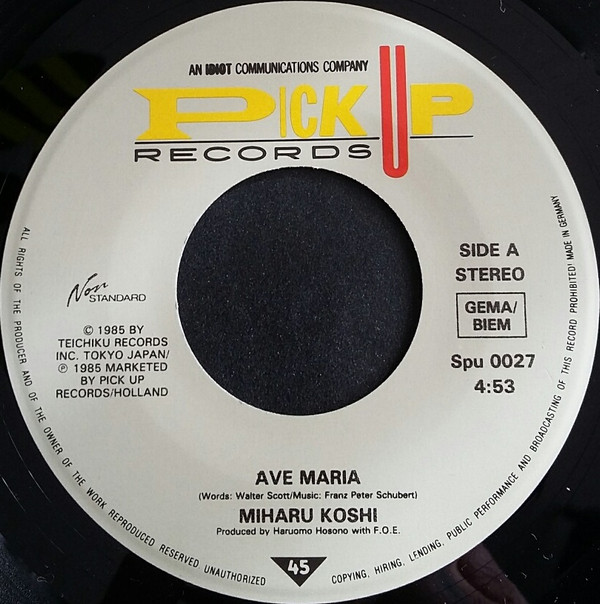 AN IDIOT COMMUNICATIONS COMPANY
PICK UP
RECORDS
SIDE A
STEREO
GEMA/
BIEM
Spu 0027
4:53
Non
STANDARD
© 1985 BY
TEICHIKU RECORDS
INC. TOKYO JAPAN/
℗ 1985 MARKETED
BY PICK UP
RECORDS/HOLLAND
AVE MARIA
(Words: Walter Scott/Music: Franz Peter Schubert)
MIHARU KOSHI
Produced by Haruomo Hosono with F.O.E.
45
ALL RIGHTS OF THE PRODUCER AND OF THE OWNER OF THE WORK REPRODUCED RESERVED UNAUTHORIZED COPYING, HIRING, LENDING, PUBLIC PERFORMANCE AND BROADCASTING OF THIS RECORD PROHIBITED! MADE IN GERMANY